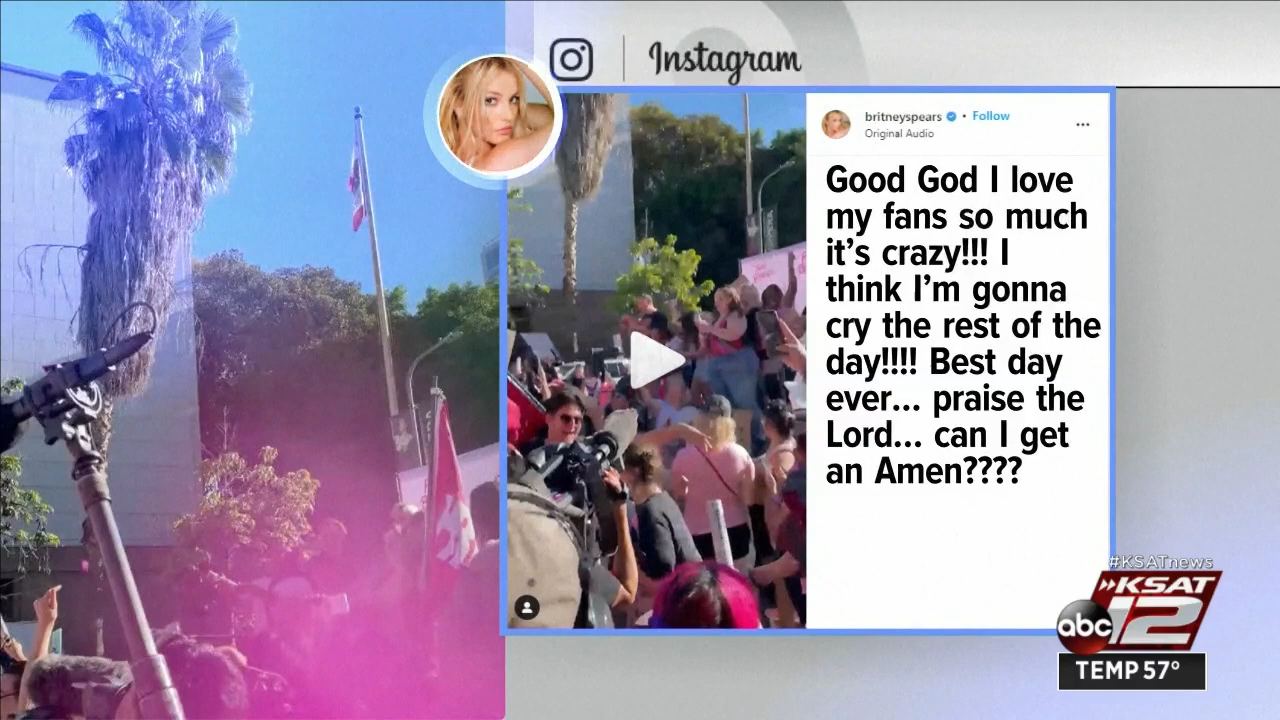 Instagram
britneyspears • Follow
Original Audio
Good God I love
my fans so much
it’s crazy!!! I
think I’m gonna
cry the rest of the
day!!!! Best day
ever... praise the
Lord... can I get
an Amen????
#KSATnews
KSAT
abc 12
TEMP 57°